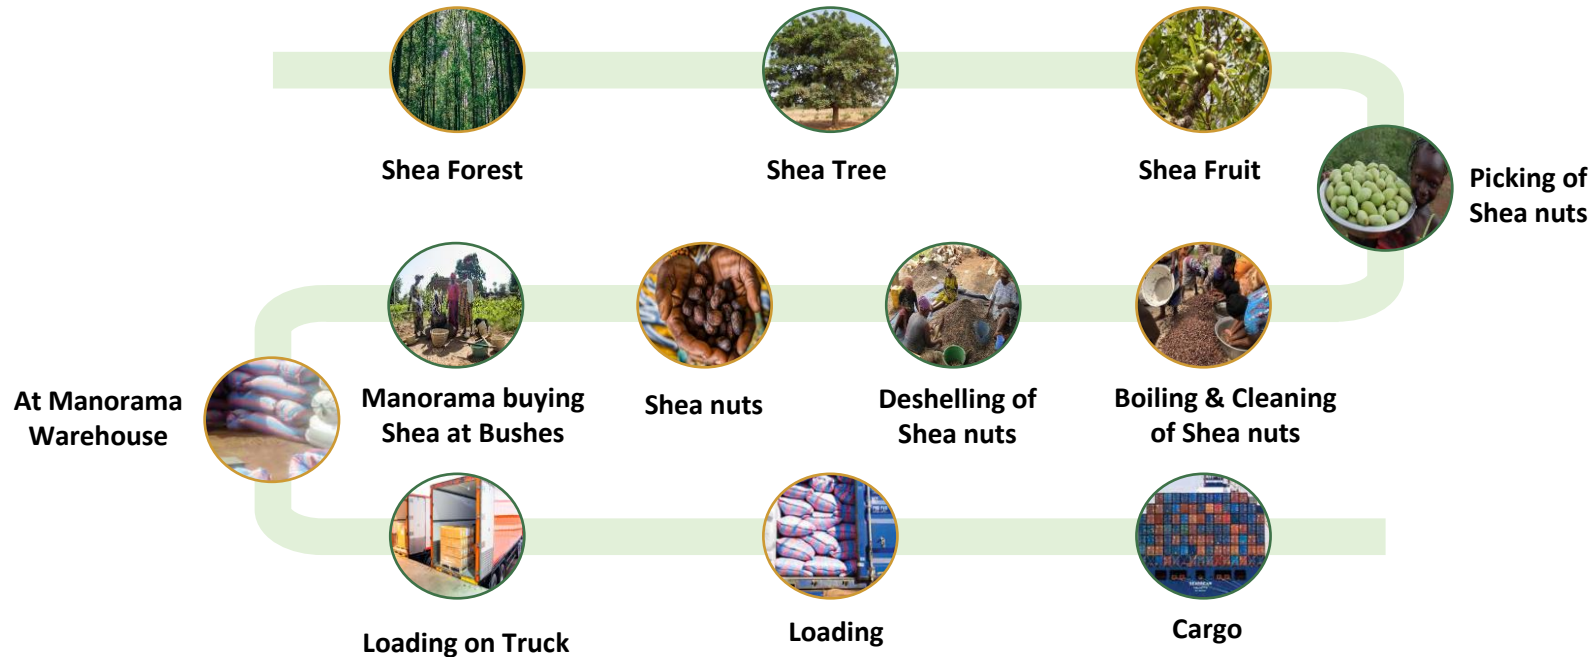 Shea Forest
Shea Tree
Shea Fruit
Picking of
Shea nuts
Boiling & Cleaning
of Shea nuts
Deshelling of
Shea nuts
Shea nuts
Manorama buying
Shea at Bushes
At Manorama
Warehouse
Loading on Truck
Loading
Cargo